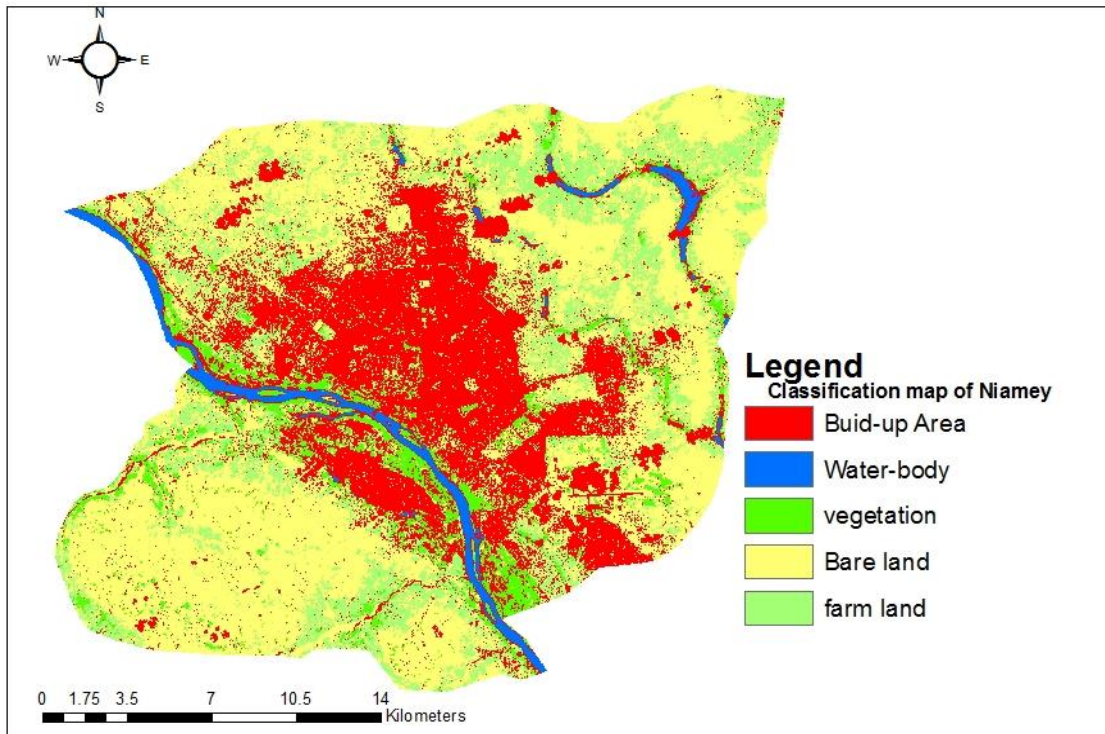 N
W E
S
Legend
Classification map of Niamey
Buid-up Area
Water-body
vegetation
Bare land
farm land
0 1.75 3.5 7 10.5 14
Kilometers